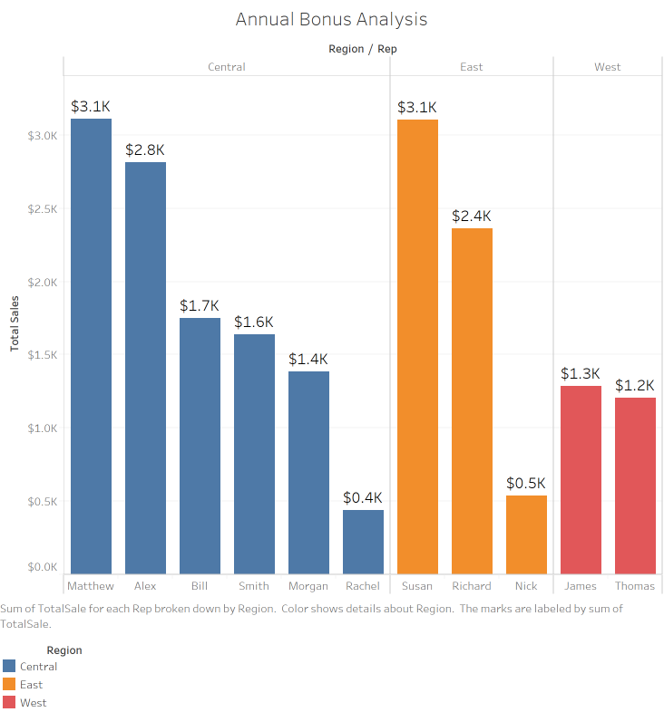 Annual Bonus Analysis
Region / Rep
Central East West
$3.1K $3.1K
$2.8K
$2.4K
$1.7K
$1.6K
$1.4K
$1.3K
$1.2K
$0.4K
$0.5K
$3.0K
$2.5K
$2.0K
$1.5K
$1.0K
$0.5K
$0.0K
Total Sales
Matthew Alex Bill Smith Morgan Rachel Susan Richard Nick James Thomas
Sum of TotalSale for each Rep broken down by Region. Color shows details about Region. The marks are labeled by sum of
TotalSale.
Region
Central
East
West